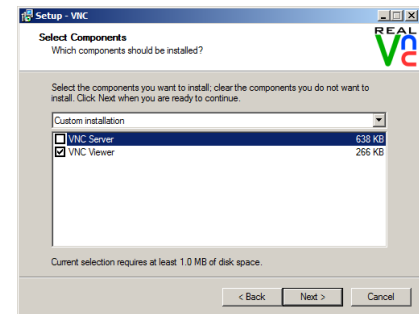 Setup - VNC
Select Components
Which components should be installed?
REAL
Vnc
Select the components you want to install; clear the components you do not want to
install. Click Next when you are ready to continue.
Custom installation
VNC Server 638 KB
VNC Viewer 266 KB
Current selection requires at least 1.0 MB of disk space.
< Back Next > Cancel